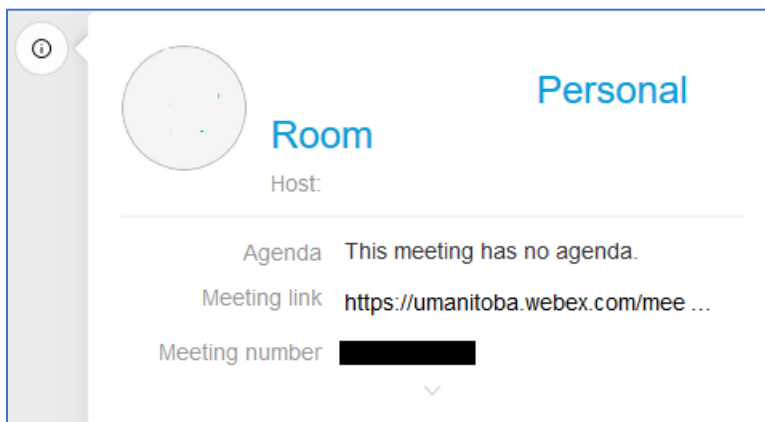 Personal
Room
Host:
Agenda This meeting has no agenda.
Meeting link https://umanitoba.webex.com/mee ...
Meeting number